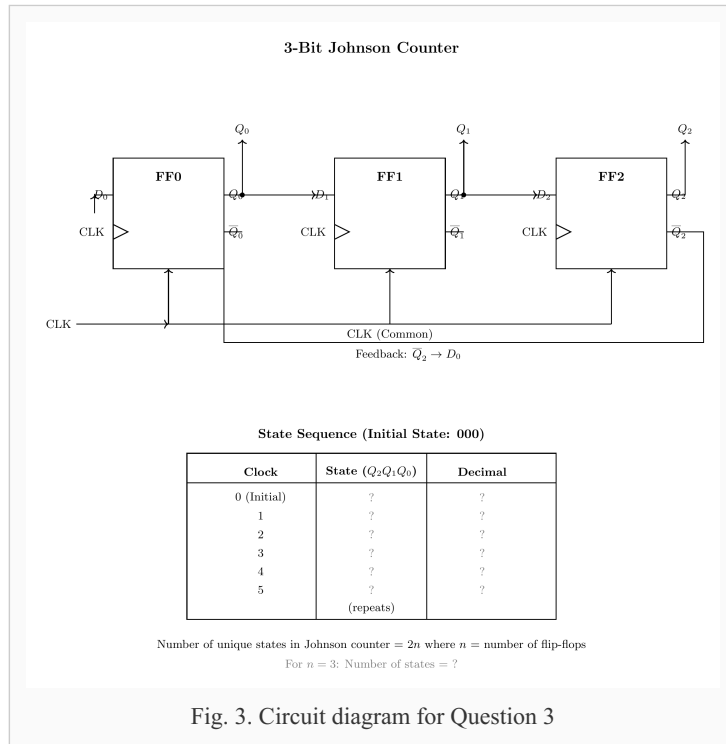 3-Bit Johnson Counter
Q₀ Q₁ Q₂
FF0 FF1 FF2
D₀ Q₀ D₁ Q₁ D₂ Q₂
CLK Q̅₀ CLK Q̅₁ CLK Q̅₂
CLK
CLK (Common)
Feedback: Q̅₂ → D₀
State Sequence (Initial State: 000)
Clock State (Q₂Q₁Q₀) Decimal
0 (Initial) ? ?
1 ? ?
2 ? ?
3 ? ?
4 ? ?
5 ? ?
(repeats)
Number of unique states in Johnson counter = 2n where n = number of flip-flops
For n = 3: Number of states = ?
Fig. 3. Circuit diagram for Question 3